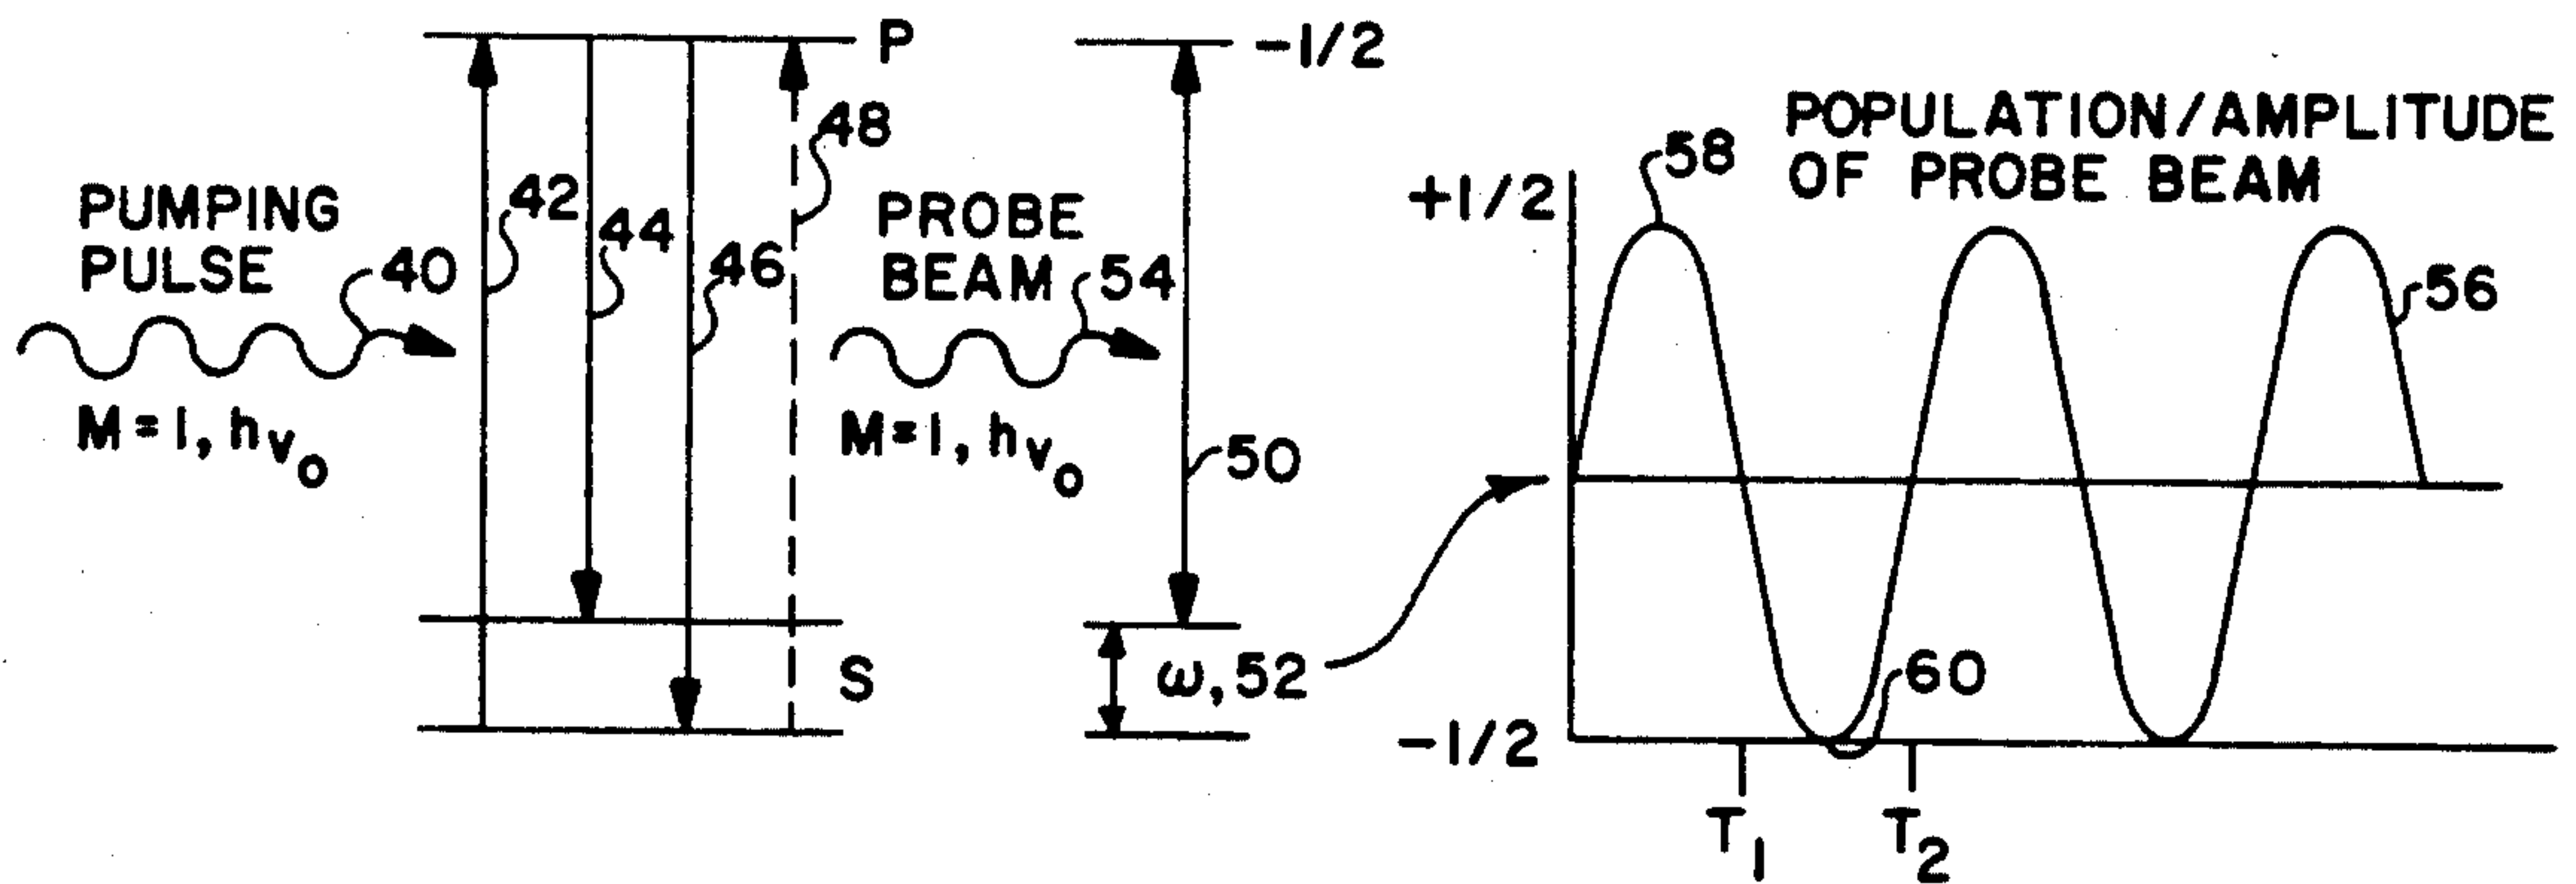 P
-1/2
48
POPULATION/AMPLITUDE
OF PROBE BEAM
58
+1/2
PUMPING
PULSE
42
44
40
46
PROBE
BEAM
54
56
M=1, hv₀
M=1, hv₀
50
S
ω,52
60
-1/2
T₁
T₂